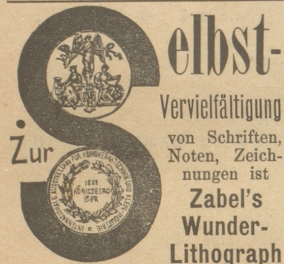 Zur
Selbst-
Vervielfältigung
von Schriften,
Noten, Zeich-
nungen ist
Zabel's
Wunder-
Lithograph